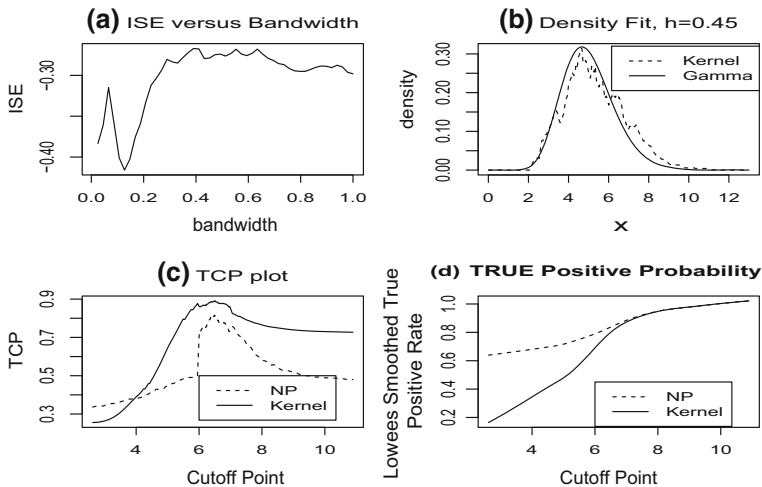 (a) ISE versus Bandwidth
ISE
−0.30
−0.40
0.0 0.2 0.4 0.6 0.8 1.0
bandwidth
(b) Density Fit, h=0.45
density
0.30
0.20
0.10
0.00
Kernel
Gamma
0 2 4 6 8 10 12
x
(c) TCP plot
TCP
0.9
0.7
0.5
0.3
NP
Kernel
4 6 8 10
Cutoff Point
(d) TRUE Positive Probability
Lowees Smoothed True
Positive Rate
1.0
0.8
0.6
0.4
0.2
NP
Kernel
4 6 8 10
Cutoff Point